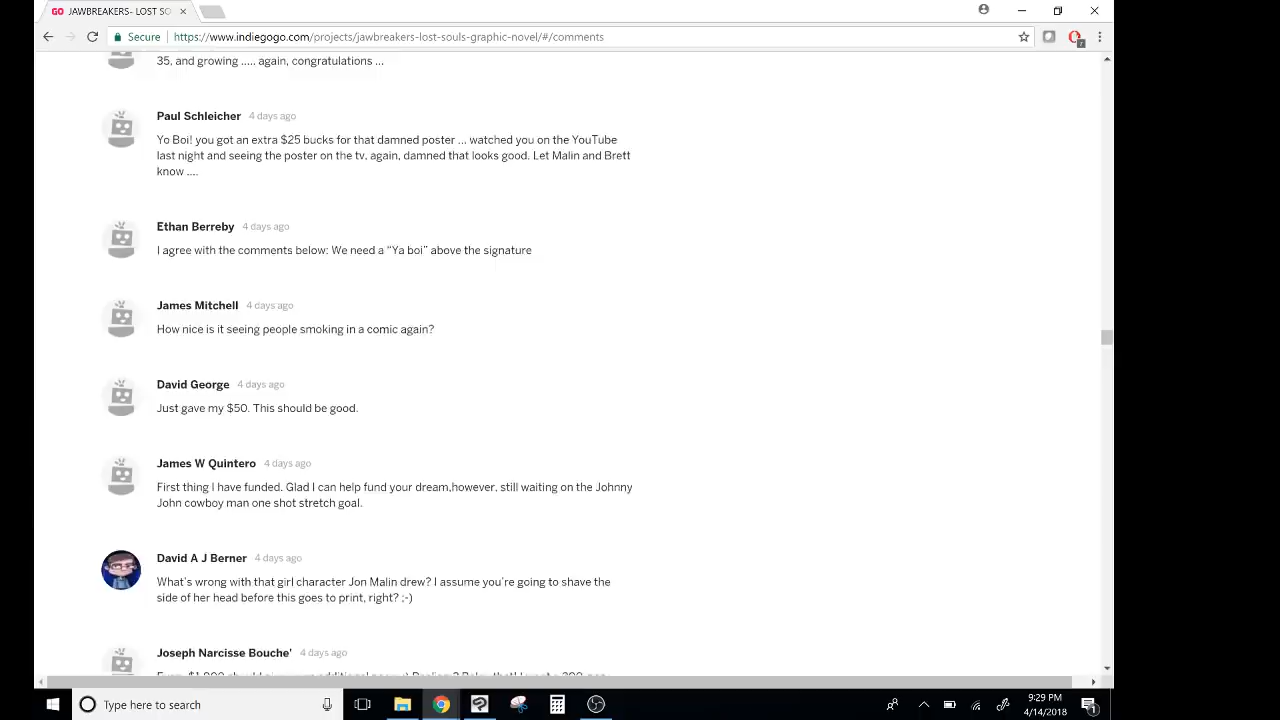 GO JAWBREAKERS- LOST SO
Secure https://www.indiegogo.com/projects/jawbreakers-lost-souls-graphic-novel/#/comments
35, and growing ..... again, congratulations ...
Paul Schleicher 4 days ago
Yo Boi! you got an extra $25 bucks for that damned poster ... watched you on the YouTube
last night and seeing the poster on the tv, again, damned that looks good. Let Malin and Brett
know ....
Ethan Berreby 4 days ago
I agree with the comments below: We need a “Ya boi” above the signature
James Mitchell 4 days ago
How nice is it seeing people smoking in a comic again?
David George 4 days ago
Just gave my $50. This should be good.
James W Quintero 4 days ago
First thing I have funded. Glad I can help fund your dream,however, still waiting on the Johnny
John cowboy man one shot stretch goal.
David A J Berner 4 days ago
What's wrong with that girl character Jon Malin drew? I assume you're going to shave the
side of her head before this goes to print, right? ;-)
Joseph Narcisse Bouche' 4 days ago
Type here to search
9:29 PM
4/14/2018